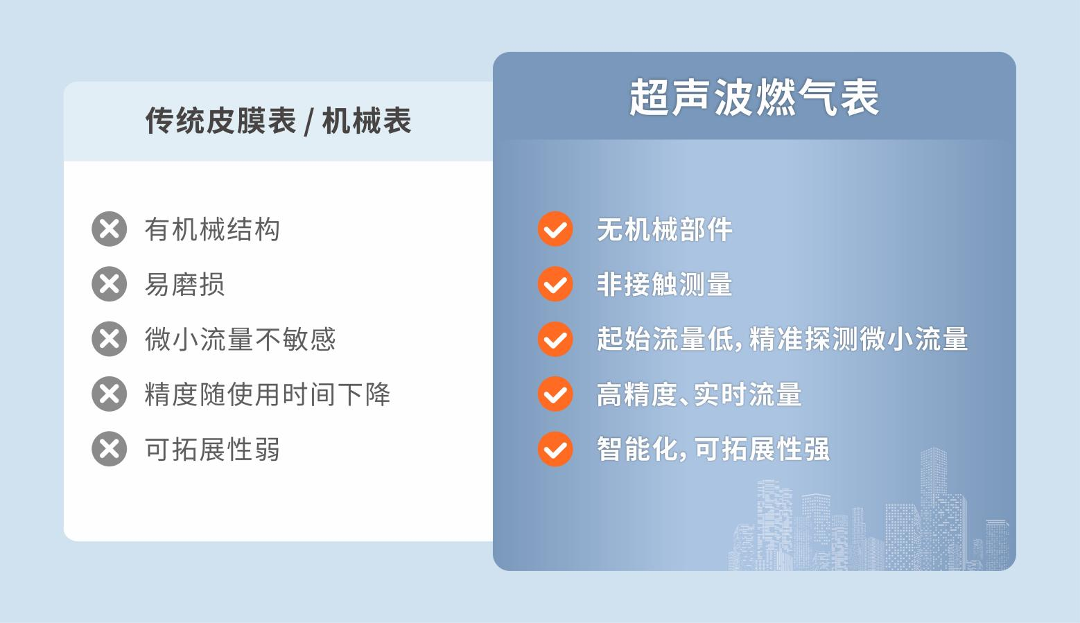 传统皮膜表 / 机械表
有机械结构
易磨损
微小流量不敏感
精度随使用时间下降
可拓展性弱
超声波燃气表
无机械部件
非接触测量
起始流量低，精准探测微小流量
高精度、实时流量
智能化，可拓展性强